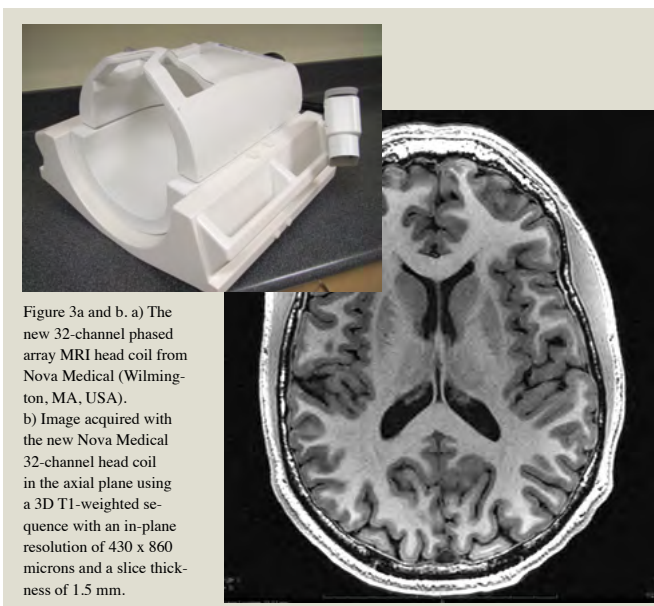 Figure 3a and b. a) The
new 32-channel phased
array MRI head coil from
Nova Medical (Wilming-
ton, MA, USA).
b) Image acquired with
the new Nova Medical
32-channel head coil
in the axial plane using
a 3D T1-weighted se-
quence with an in-plane
resolution of 430 x 860
microns and a slice thick-
ness of 1.5 mm.